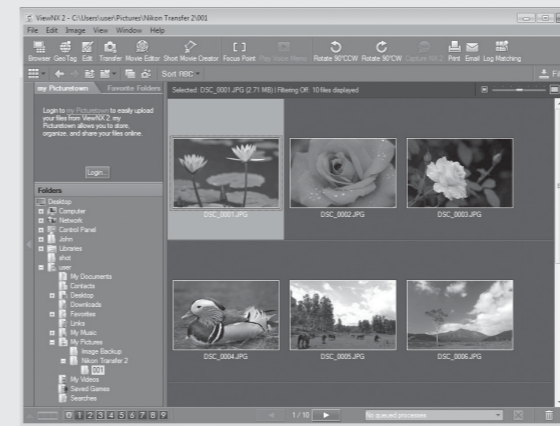 ViewNX 2 - C:\Users\user\Pictures\Nikon Transfer 2\001
File Edit Image View Window Help
Browser GeoTag Edit Transfer Movie Editor Short Movie Creator Focus Point Play Voice Memo Rotate 90°CCW Rotate 90°CW Capture NX 2 Print Email Log Matching
Sort ABC
my Picturetown Favorite Folders
Selected: DSC_0001.JPG (2.71 MB) | Filtering Off: 10 files displayed
Login to my Picturetown to easily upload
your files from ViewNX 2. my
Picturetown allows you to store,
organize, and share your files online.
Login...
Folders
Desktop
Computer
Network
Control Panel
John
Libraries
shot
user
My Documents
Contacts
Desktop
Downloads
Favorites
Links
My Music
My Pictures
Image Backup
Nikon Transfer 2
001
My Videos
Saved Games
Searches
DSC_0001.JPG DSC_0002.JPG DSC_0003.JPG
DSC_0004.JPG DSC_0005.JPG DSC_0006.JPG
0 1 2 3 4 5 6 7 8 9
1 / 10
No queued processes